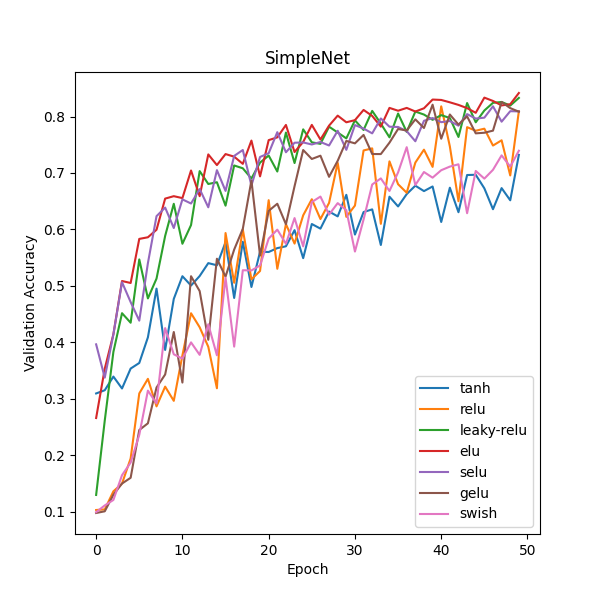 SimpleNet
Validation Accuracy
0.8
0.7
0.6
0.5
0.4
0.3
0.2
0.1
tanh
relu
leaky-relu
elu
selu
gelu
swish
0 10 20 30 40 50
Epoch